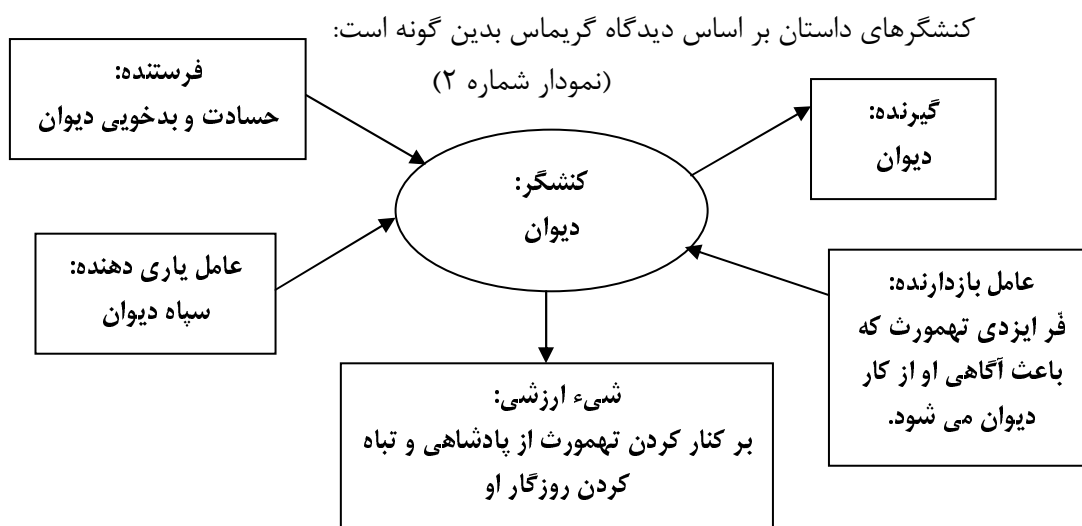 کنشگرهای داستان بر اساس دیدگاه گریماس بدین گونه است:
(نمودار شماره ۲)
فرستنده:
حسادت و بدخویی دیوان
گیرنده:
دیوان
کنشگر:
دیوان
عامل یاری دهنده:
سپاه دیوان
عامل بازدارنده:
فّر ایزدی تهمورث که
باعث آگاهی او از کار
دیوان می شود.
شیء ارزشی:
بر کنار کردن تهمورث از پادشاهی و تباه
کردن روزگار او